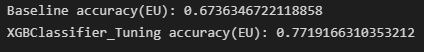 Baseline accuracy(EU): 0.6736346722118858
XGBClassifier_Tuning accuracy(EU): 0.7719166310353212